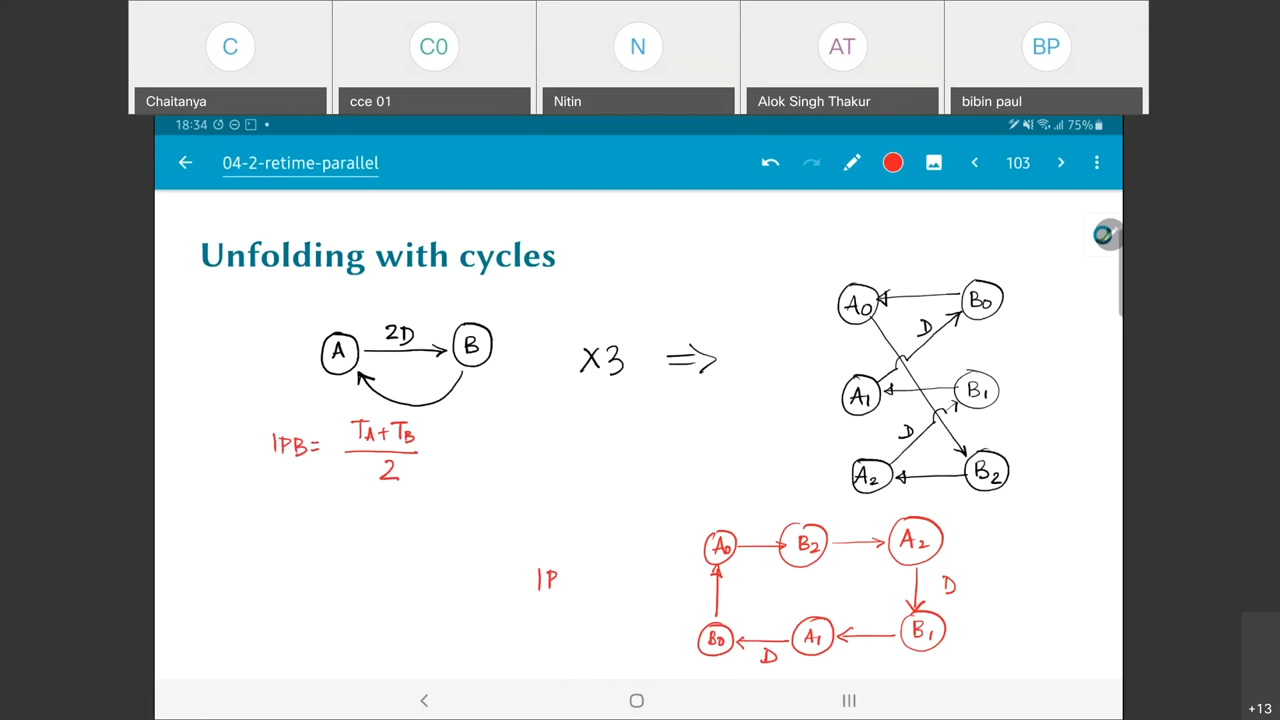 C C0 N AT BP
Chaitanya cce 01 Nitin Alok Singh Thakur bibin paul
18:34 75%
04-2-retime-parallel 103
Unfolding with cycles
A 2D B
X3 ⇒
IPB = TA+TB
2
A0 B0
D
A1 B1
D
A2 B2
A0 B2 A2
IP D
B0 A1 B1
D
+13